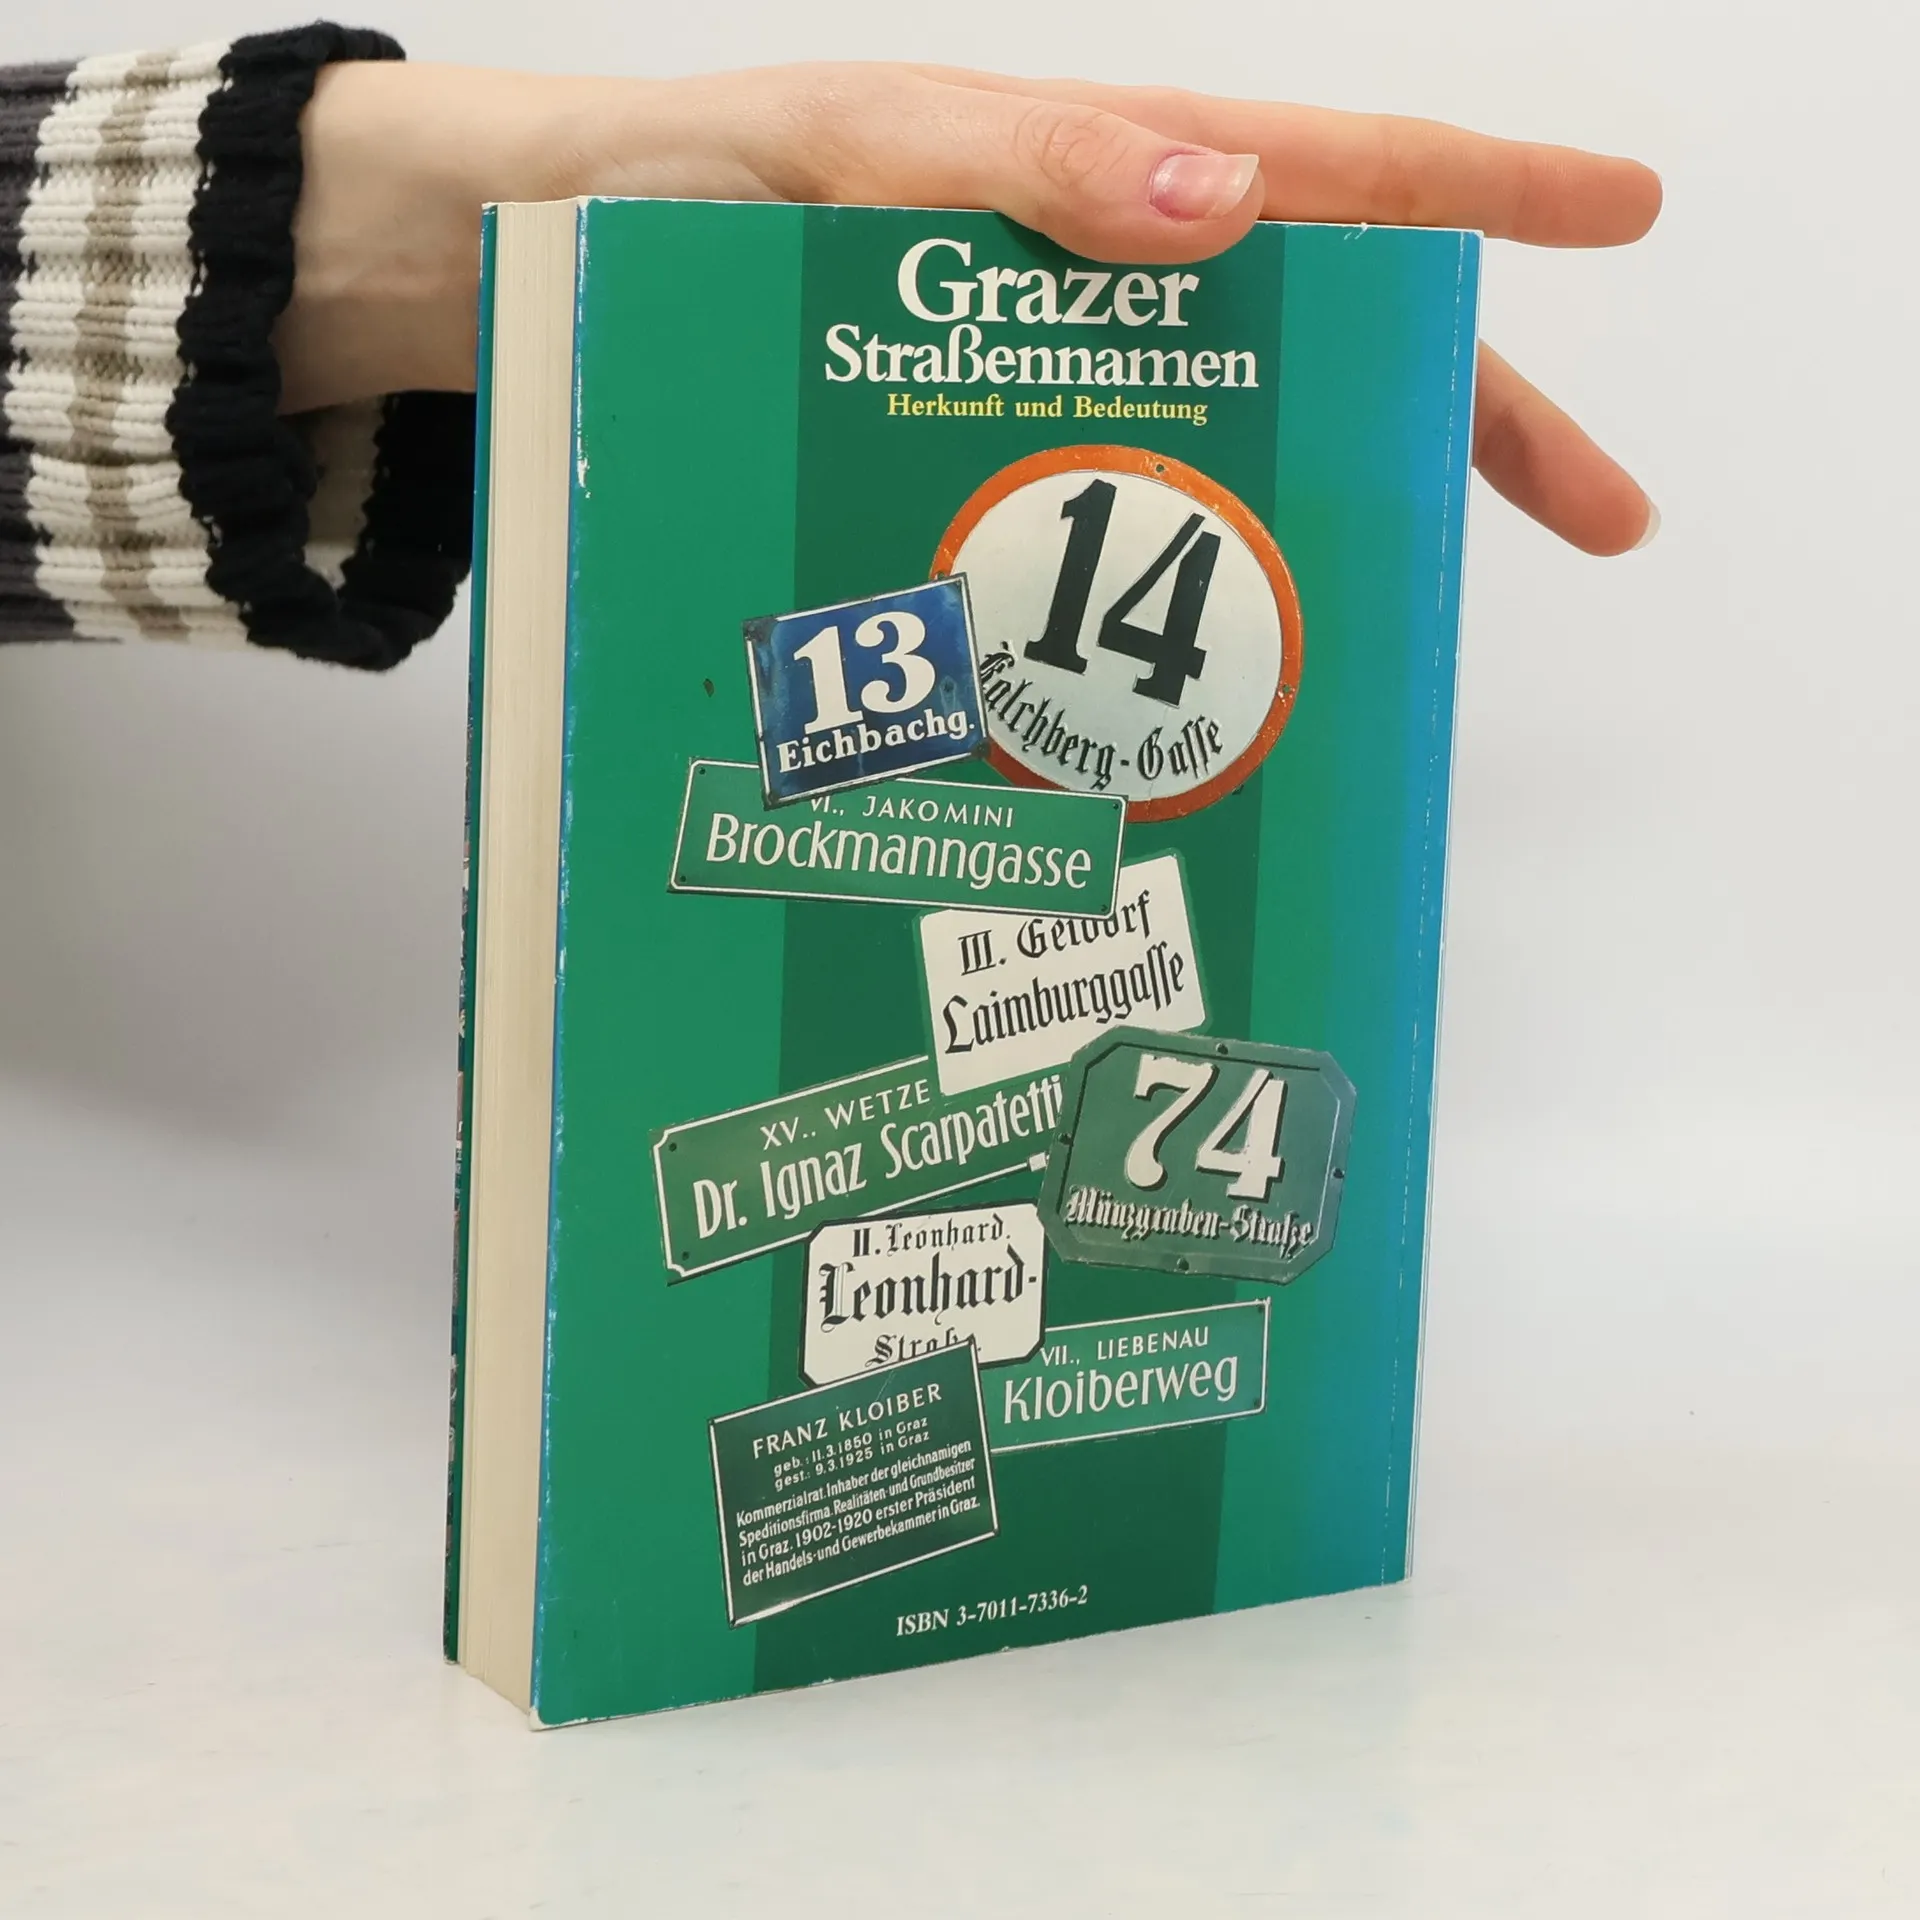 Grazer
Straßennamen
Herkunft und Bedeutung
14
Kalchberg-Gasse
13
Eichbachg.
VI., JAKOMINI
Brockmanngasse
III. Geidorf
Laimburggasse
XV., WETZE
Dr. Ignaz Scarpatetti
74
Münzgraben-Straße
II. Leonhard.
Leonhard-
Straße.
VII., LIEBENAU
Kloiberweg
FRANZ KLOIBER
geb.: 11.3.1850 in Graz
gest.: 9.3.1925 in Graz
Kommerzialrat. Inhaber der gleichnamigen
Speditionsfirma. Realitäten-und Grundbesitzer
in Graz. 1902-1920 erster Präsident
der Handels-und Gewerbekammer in Graz.
ISBN 3-7011-7336-2